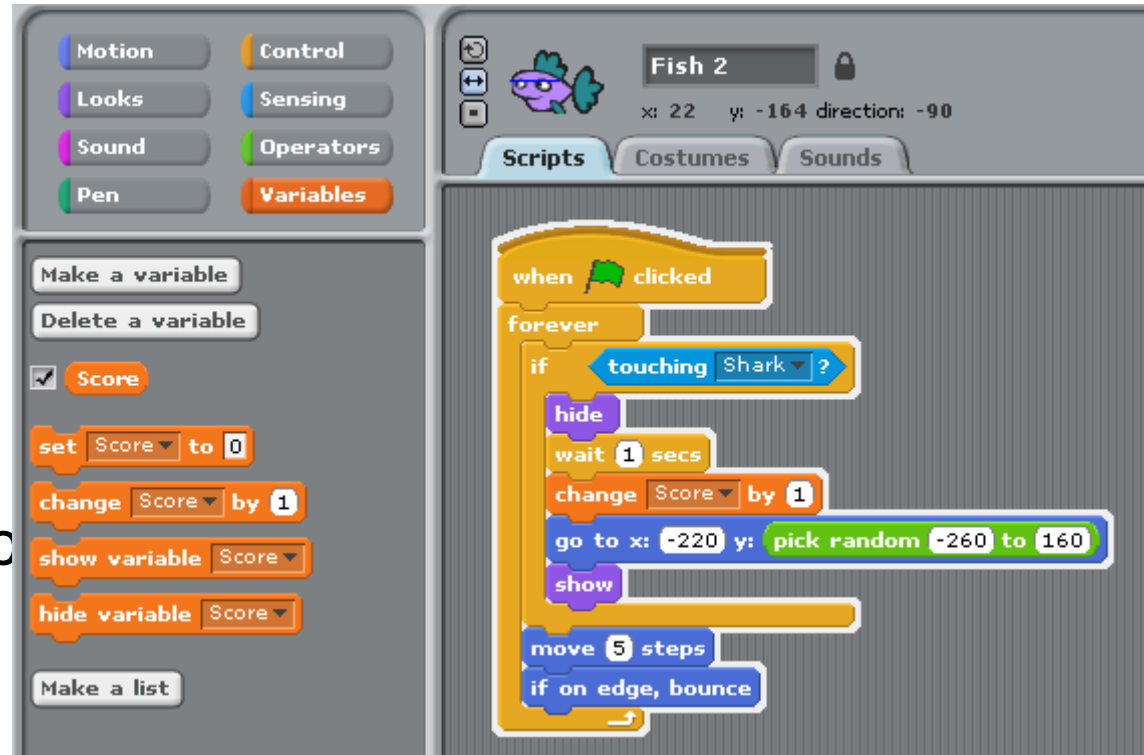 Motion Control
Looks Sensing
Sound Operators
Pen Variables
Make a variable
Delete a variable
Score
set Score to 0
change Score by 1
show variable Score
hide variable Score
Make a list
Fish 2
x: 22 y: -164 direction: -90
Scripts Costumes Sounds
when clicked
forever
if touching Shark ?
hide
wait 1 secs
change Score by 1
go to x: -220 y: pick random -260 to 160
show
move 5 steps
if on edge, bounce